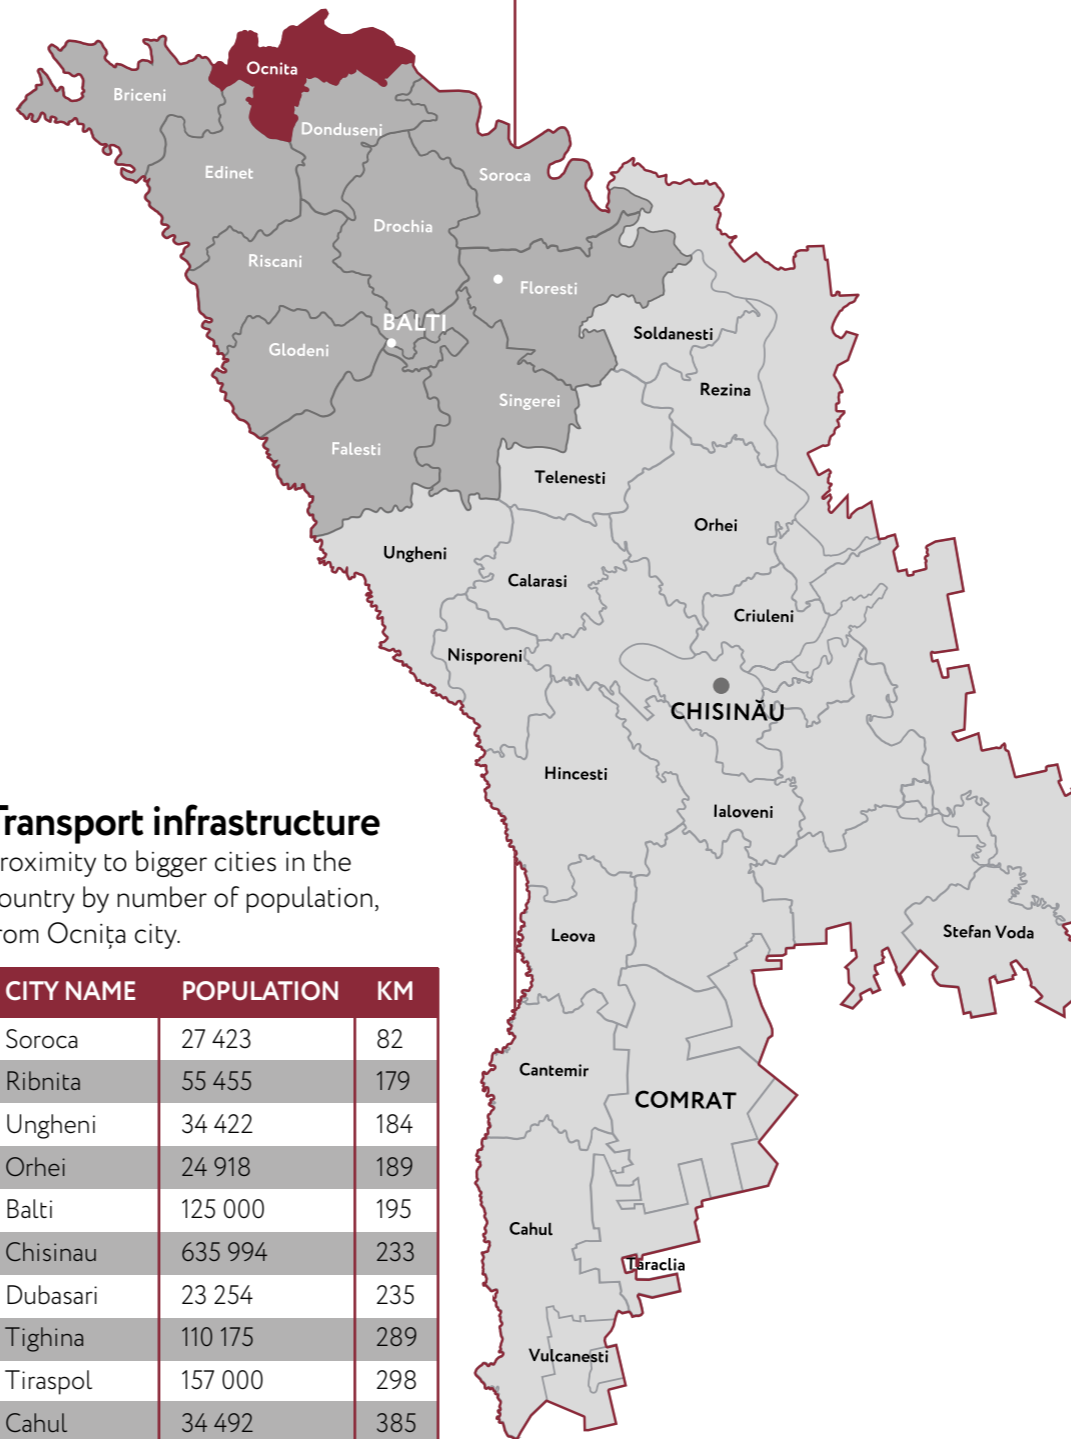 Ocnita
Briceni
Donduseni
Edinet
Soroca
Drochia
Riscani
Floresti
BALTI
Soldanesti
Glodeni
Rezina
Singerei
Falesti
Telenesti
Orhei
Ungheni
Calarasi
Criuleni
Nisporeni
CHISINĂU
Hincesti
Ialoveni
Transport infrastructure
roximity to bigger cities in the
ountry by number of population,
rom Ocnița city.
Leova
Stefan Voda
Cantemir
COMRAT
Cahul
Taraclia
Vulcanesti
CITY NAME POPULATION KM
Soroca 27 423 82
Ribnita 55 455 179
Ungheni 34 422 184
Orhei 24 918 189
Balti 125 000 195
Chisinau 635 994 233
Dubasari 23 254 235
Tighina 110 175 289
Tiraspol 157 000 298
Cahul 34 492 385